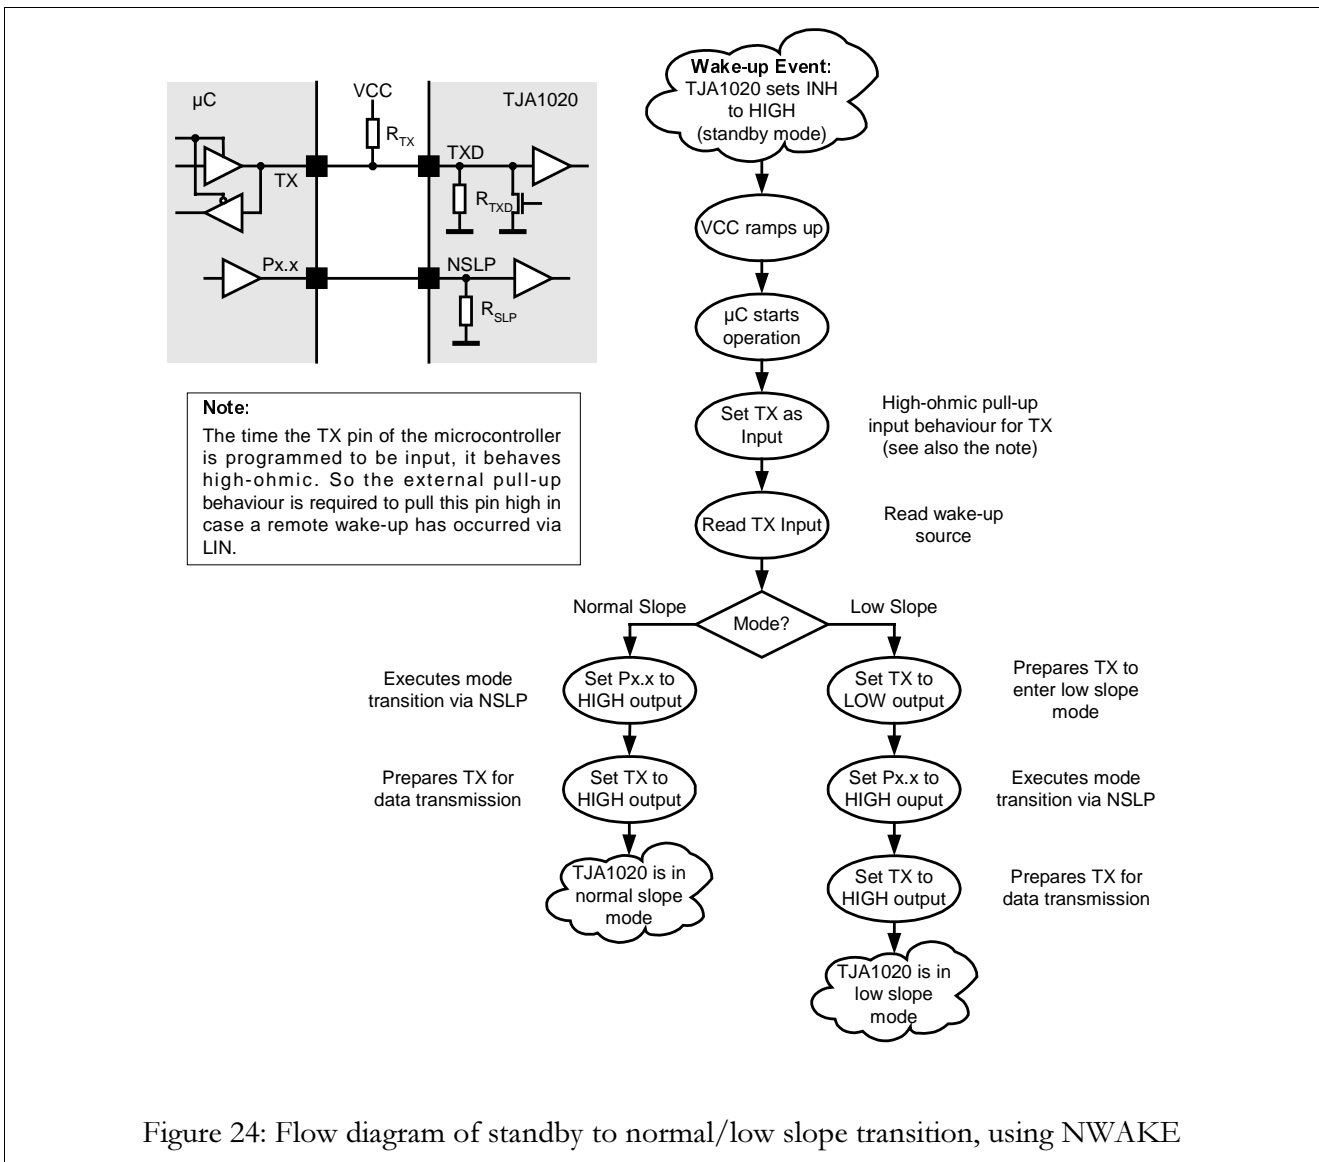 µC
VCC
TJA1020
RTX
TX
TXD
RTXD
Px.x
NSLP
RSLP
Note:
The time the TX pin of the microcontroller
is programmed to be input, it behaves
high-ohmic. So the external pull-up
behaviour is required to pull this pin high in
case a remote wake-up has occurred via
LIN.
Wake-up Event:
TJA1020 sets INH
to HIGH
(standby mode)
VCC ramps up
µC starts
operation
Set TX as
Input
High-ohmic pull-up
input behaviour for TX
(see also the note)
Read TX Input
Read wake-up
source
Mode?
Normal Slope
Low Slope
Executes mode
transition via NSLP
Set Px.x to
HIGH output
Prepares TX for
data transmission
Set TX to
HIGH output
TJA1020 is in
normal slope
mode
Set TX to
LOW output
Prepares TX to
enter low slope
mode
Set Px.x to
HIGH ouput
Executes mode
transition via NSLP
Set TX to
HIGH output
Prepares TX for
data transmission
TJA1020 is in
low slope
mode
Figure 24: Flow diagram of standby to normal/low slope transition, using NWAKE